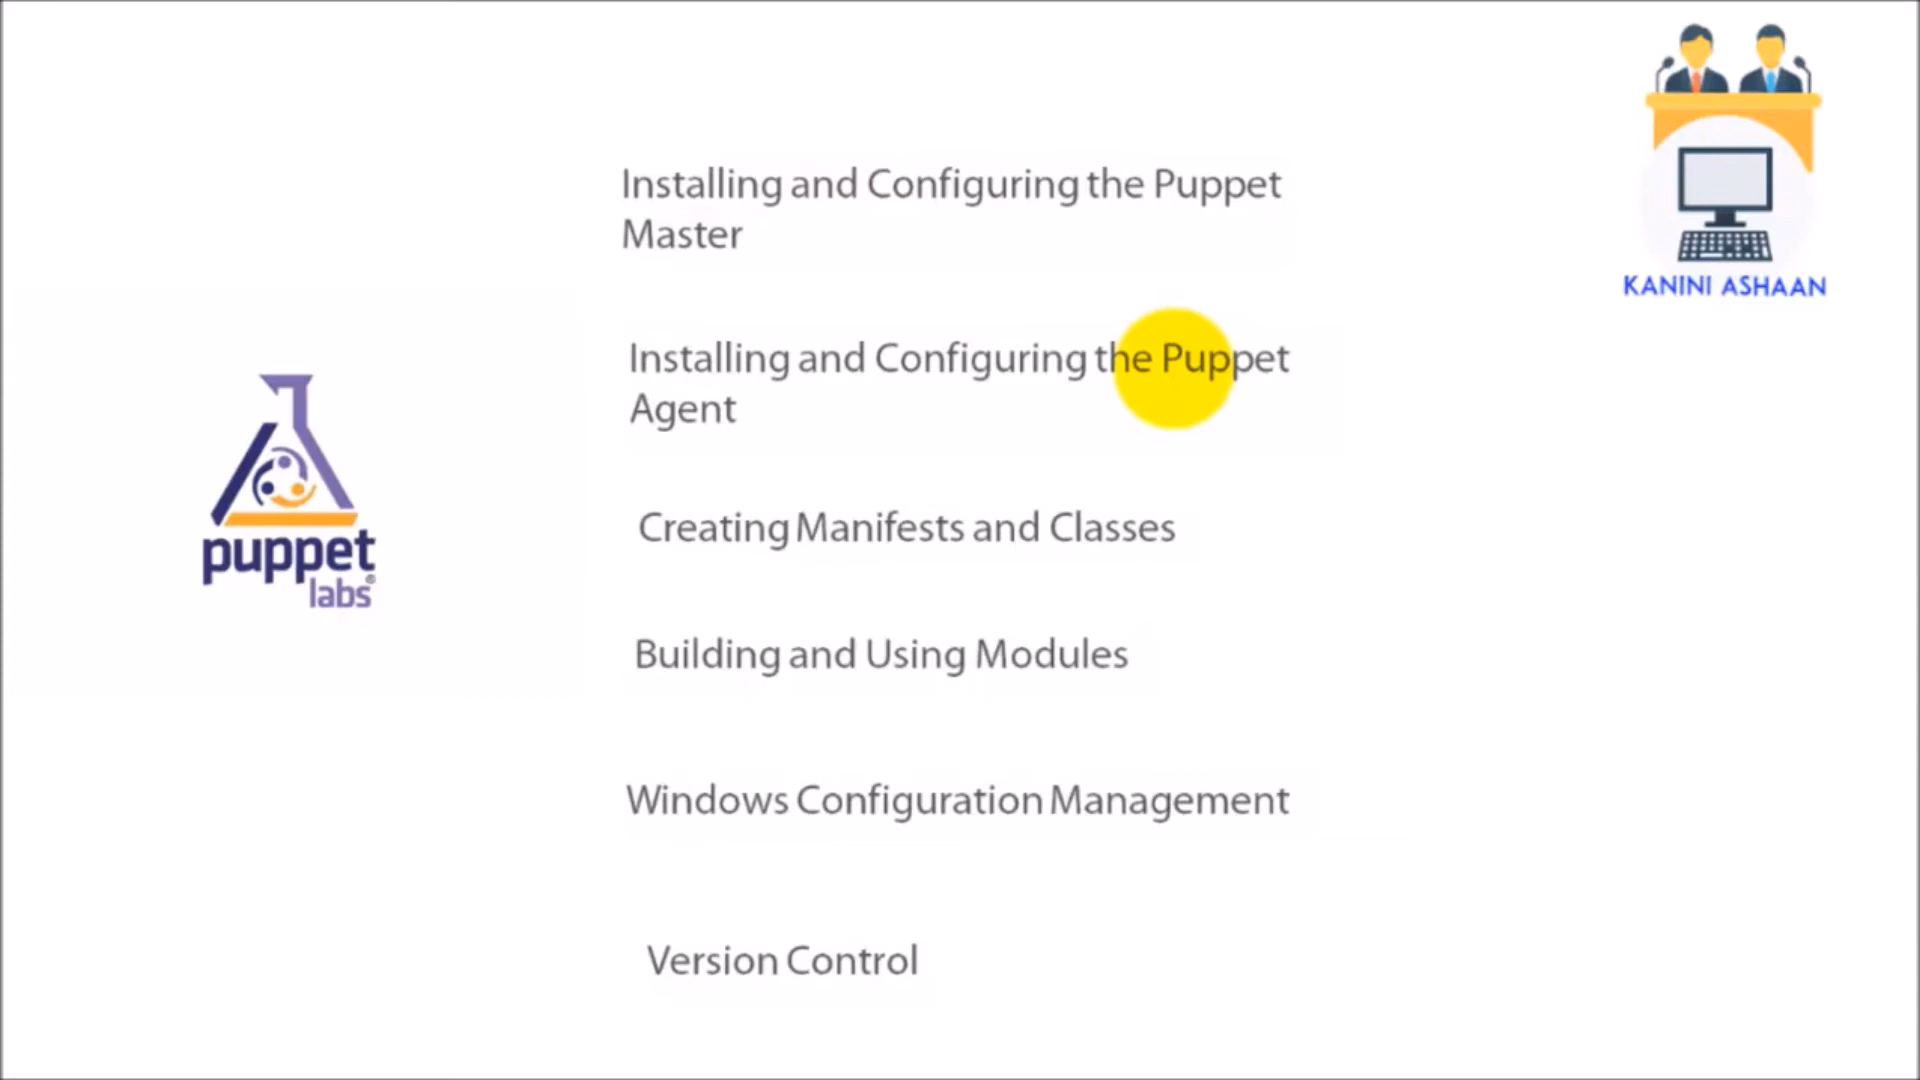 KANINI ASHAAN
Installing and Configuring the Puppet
Master
Installing and Configuring the Puppet
Agent
Creating Manifests and Classes
puppet
labs®
Building and Using Modules
Windows Configuration Management
Version Control